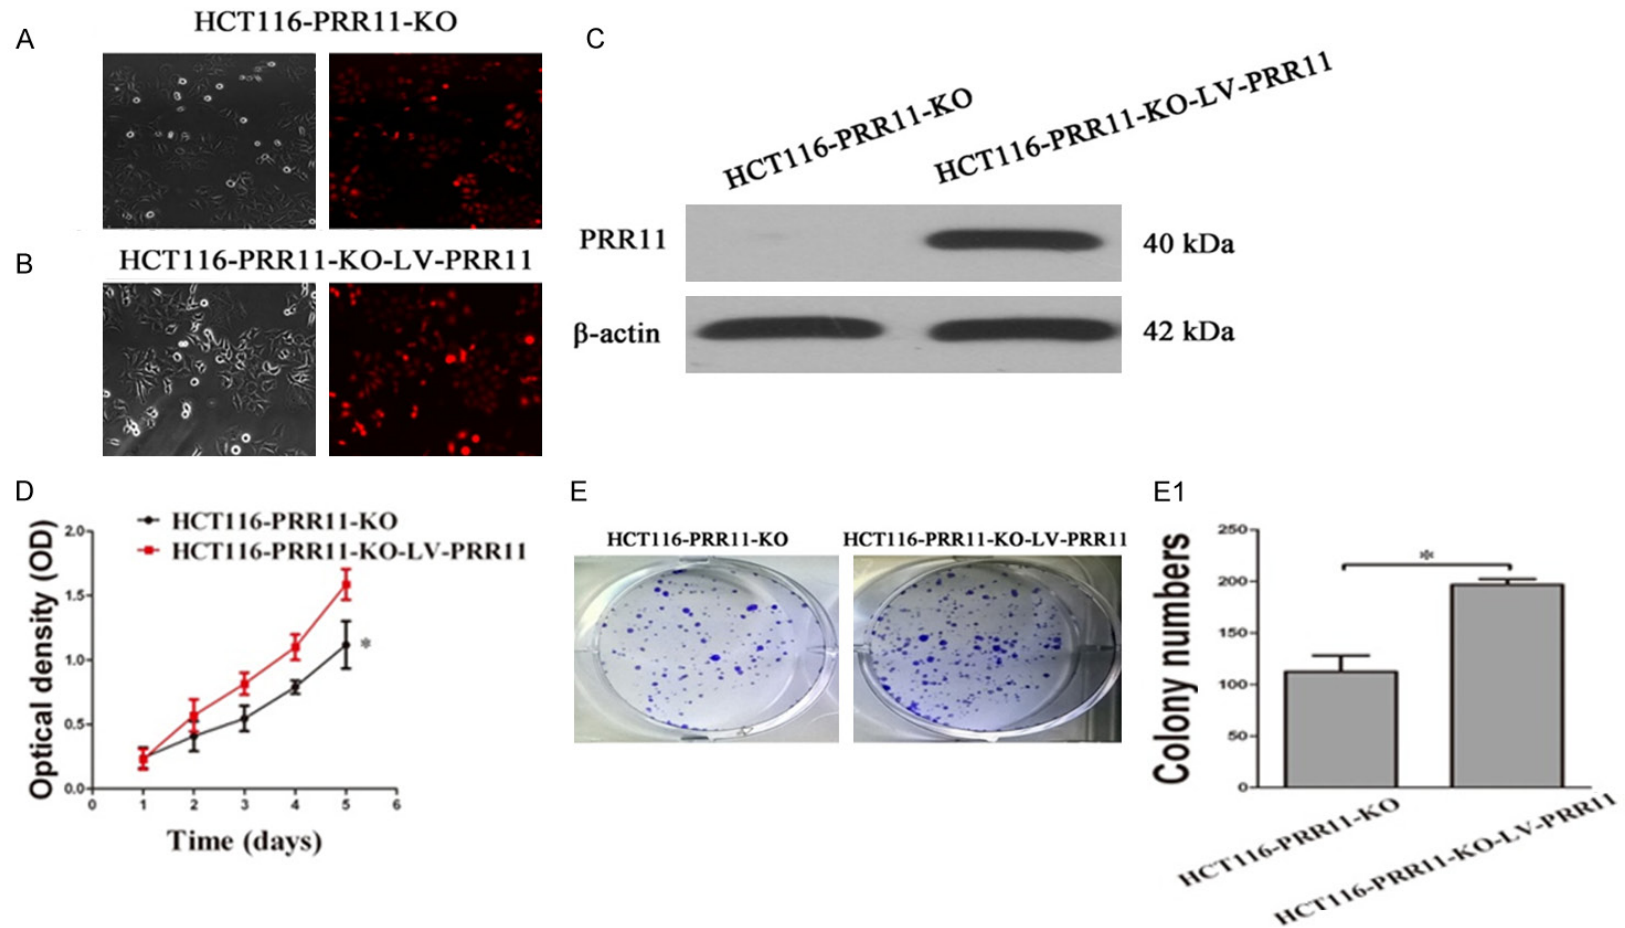 A
HCT116-PRR11-KO
B
HCT116-PRR11-KO-LV-PRR11
C
HCT116-PRR11-KO
HCT116-PRR11-KO-LV-PRR11
PRR11
40 kDa
β-actin
42 kDa
D
HCT116-PRR11-KO
HCT116-PRR11-KO-LV-PRR11
Optical density (OD)
2.0
1.5
1.0
0.5
0.0
0 1 2 3 4 5 6
*
Time (days)
E
HCT116-PRR11-KO
HCT116-PRR11-KO-LV-PRR11
E1
Colony numbers
250
200
150
100
50
0
*
HCT116-PRR11-KO
HCT116-PRR11-KO-LV-PRR11